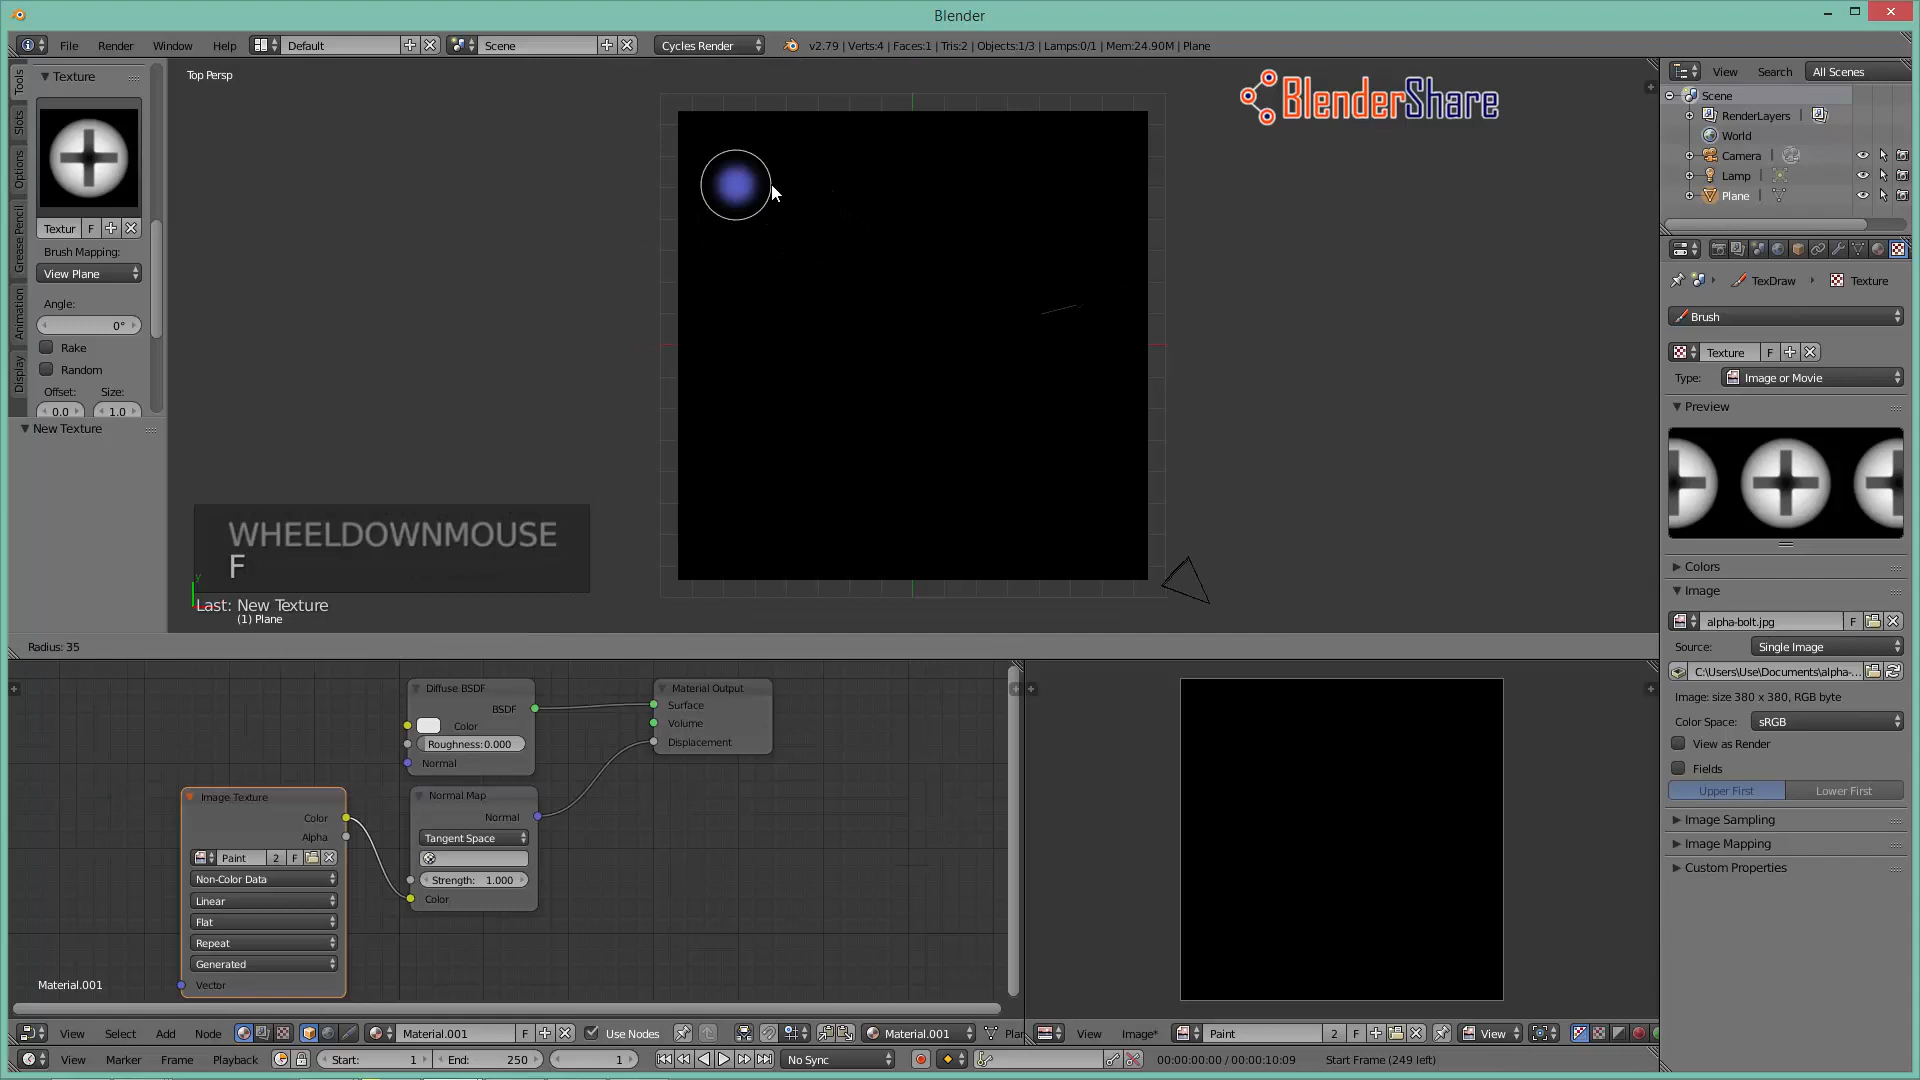 Blender
File Render Window Help Default Scene Cycles Render v2.79 | Verts:4 | Faces:1 | Tris:2 | Objects:1/3 | Lamps:0/1 | Mem:24.90M | Plane
Tools
Slots
Options
Grease Pencil
Animation
Display
Texture
Textur F
Brush Mapping:
View Plane
Angle:
0°
Rake
Random
Offset: Size:
0.0 1.0
New Texture
Top Persp
BlenderShare
WHEELDOWNMOUSE
F
y
Last: New Texture
(1) Plane
Radius: 35
View Search All Scenes
Scene
RenderLayers
World
Camera
Lamp
Plane
TexDraw Texture
Brush
Texture F
Type: Image or Movie
Preview
Colors
Image
alpha-bolt.jpg F
Source: Single Image
C:\Users\Use\Documents\alpha-...
Image: size 380 x 380, RGB byte
Color Space: sRGB
View as Render
Fields
Upper First Lower First
Image Sampling
Image Mapping
Custom Properties
Diffuse BSDF
BSDF
Color
Roughness:0.000
Normal
Material Output
Surface
Volume
Displacement
Image Texture
Color
Alpha
Paint 2 F
Non-Color Data
Linear
Flat
Repeat
Generated
Vector
Normal Map
Normal
Tangent Space
Strength: 1.000
Color
Material.001
View Select Add Node Material.001 F Use Nodes Material.001 Plan
View Image* Paint 2 F View
View Marker Frame Playback Start: 1 End: 250 1 No Sync 00:00:00:00 / 00:00:10:09 Start Frame (249 left)